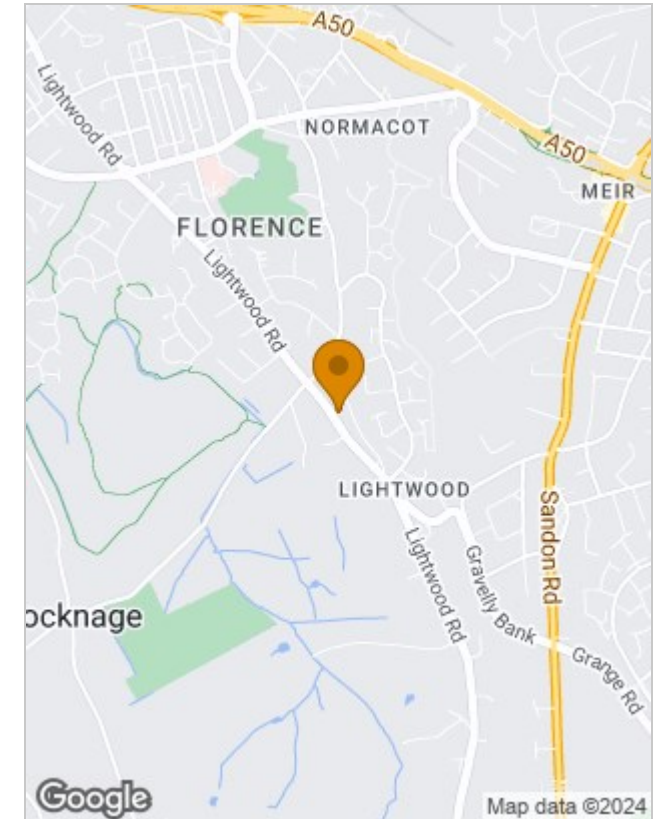 A50
Lightwood Rd
NORMACOT
A50
MEIR
FLORENCE
Lightwood Rd
LIGHTWOOD
Sandon Rd
Lightwood Rd
Gravelly Bank
ocknage
Grange Rd
Google
Map data ©2024